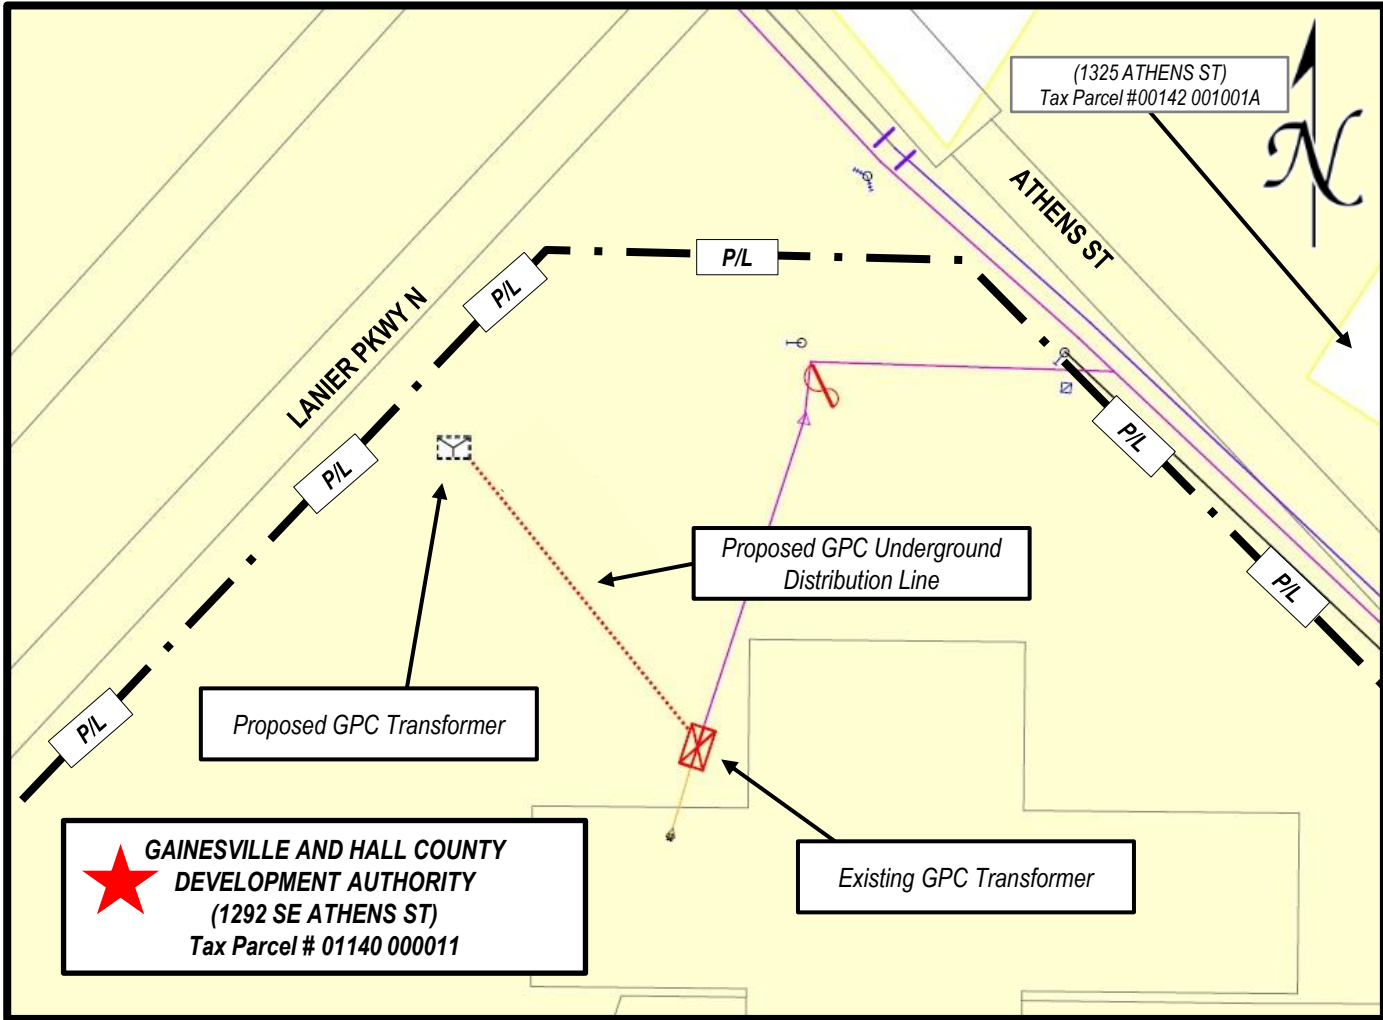 (1325 ATHENS ST)
Tax Parcel #00142 001001A
N
ATHENS ST
P/L
P/L
LANIER PKWY N
P/L
P/L
P/L
Proposed GPC Underground
Distribution Line
P/L
Proposed GPC Transformer
P/L
Existing GPC Transformer
GAINESVILLE AND HALL COUNTY
DEVELOPMENT AUTHORITY
(1292 SE ATHENS ST)
Tax Parcel # 01140 000011